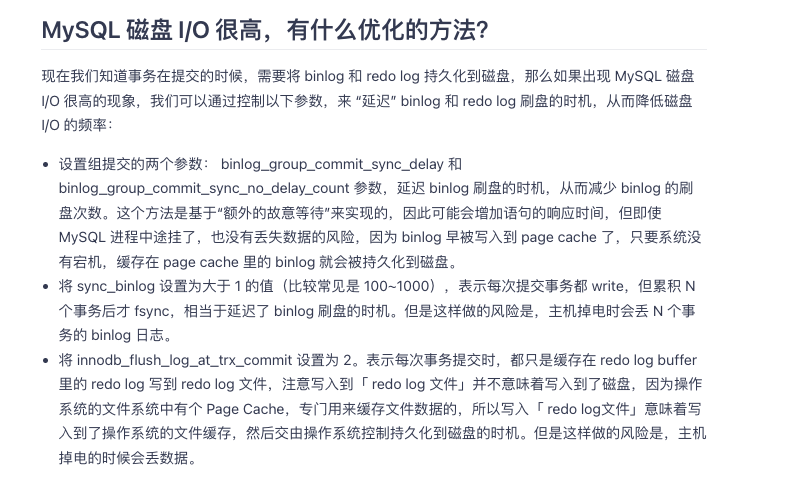 MySQL 磁盘 I/O 很高，有什么优化的方法？
现在我们知道事务在提交的时候，需要将 binlog 和 redo log 持久化到磁盘，那么如果出现 MySQL 磁盘
I/O 很高的现象，我们可以通过控制以下参数，来 “延迟” binlog 和 redo log 刷盘的时机，从而降低磁盘
I/O 的频率：
• 设置组提交的两个参数： binlog_group_commit_sync_delay 和
binlog_group_commit_sync_no_delay_count 参数，延迟 binlog 刷盘的时机，从而减少 binlog 的刷
盘次数。这个方法是基于“额外的故意等待”来实现的，因此可能会增加语句的响应时间，但即使
MySQL 进程中途挂了，也没有丢失数据的风险，因为 binlog 早被写入到 page cache 了，只要系统没
有宕机，缓存在 page cache 里的 binlog 就会被持久化到磁盘。
• 将 sync_binlog 设置为大于 1 的值（比较常见是 100~1000），表示每次提交事务都 write，但累积 N
个事务后才 fsync，相当于延迟了 binlog 刷盘的时机。但是这样做的风险是，主机掉电时会丢 N 个事
务的 binlog 日志。
• 将 innodb_flush_log_at_trx_commit 设置为 2。表示每次事务提交时，都只是缓存在 redo log buffer
里的 redo log 写到 redo log 文件，注意写入到「 redo log 文件」并不意味着写入到了磁盘，因为操作
系统的文件系统中有个 Page Cache，专门用来缓存文件数据的，所以写入「 redo log文件」意味着写
入到了操作系统的文件缓存，然后交由操作系统控制持久化到磁盘的时机。但是这样做的风险是，主机
掉电的时候会丢数据。